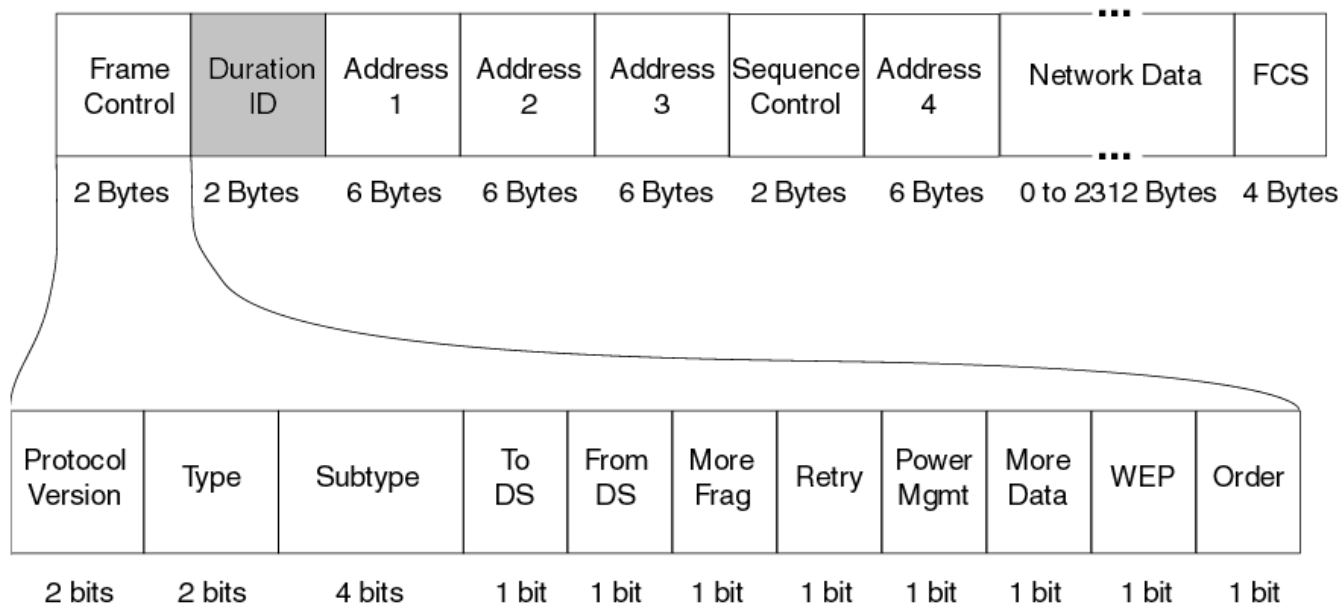 Frame Control
Duration ID
Address 1
Address 2
Address 3
Sequence Control
Address 4
Network Data
FCS
2 Bytes
2 Bytes
6 Bytes
6 Bytes
6 Bytes
2 Bytes
6 Bytes
0 to 2312 Bytes
4 Bytes
Protocol Version
Type
Subtype
To DS
From DS
More Frag
Retry
Power Mgmt
More Data
WEP
Order
2 bits
2 bits
4 bits
1 bit
1 bit
1 bit
1 bit
1 bit
1 bit
1 bit
1 bit